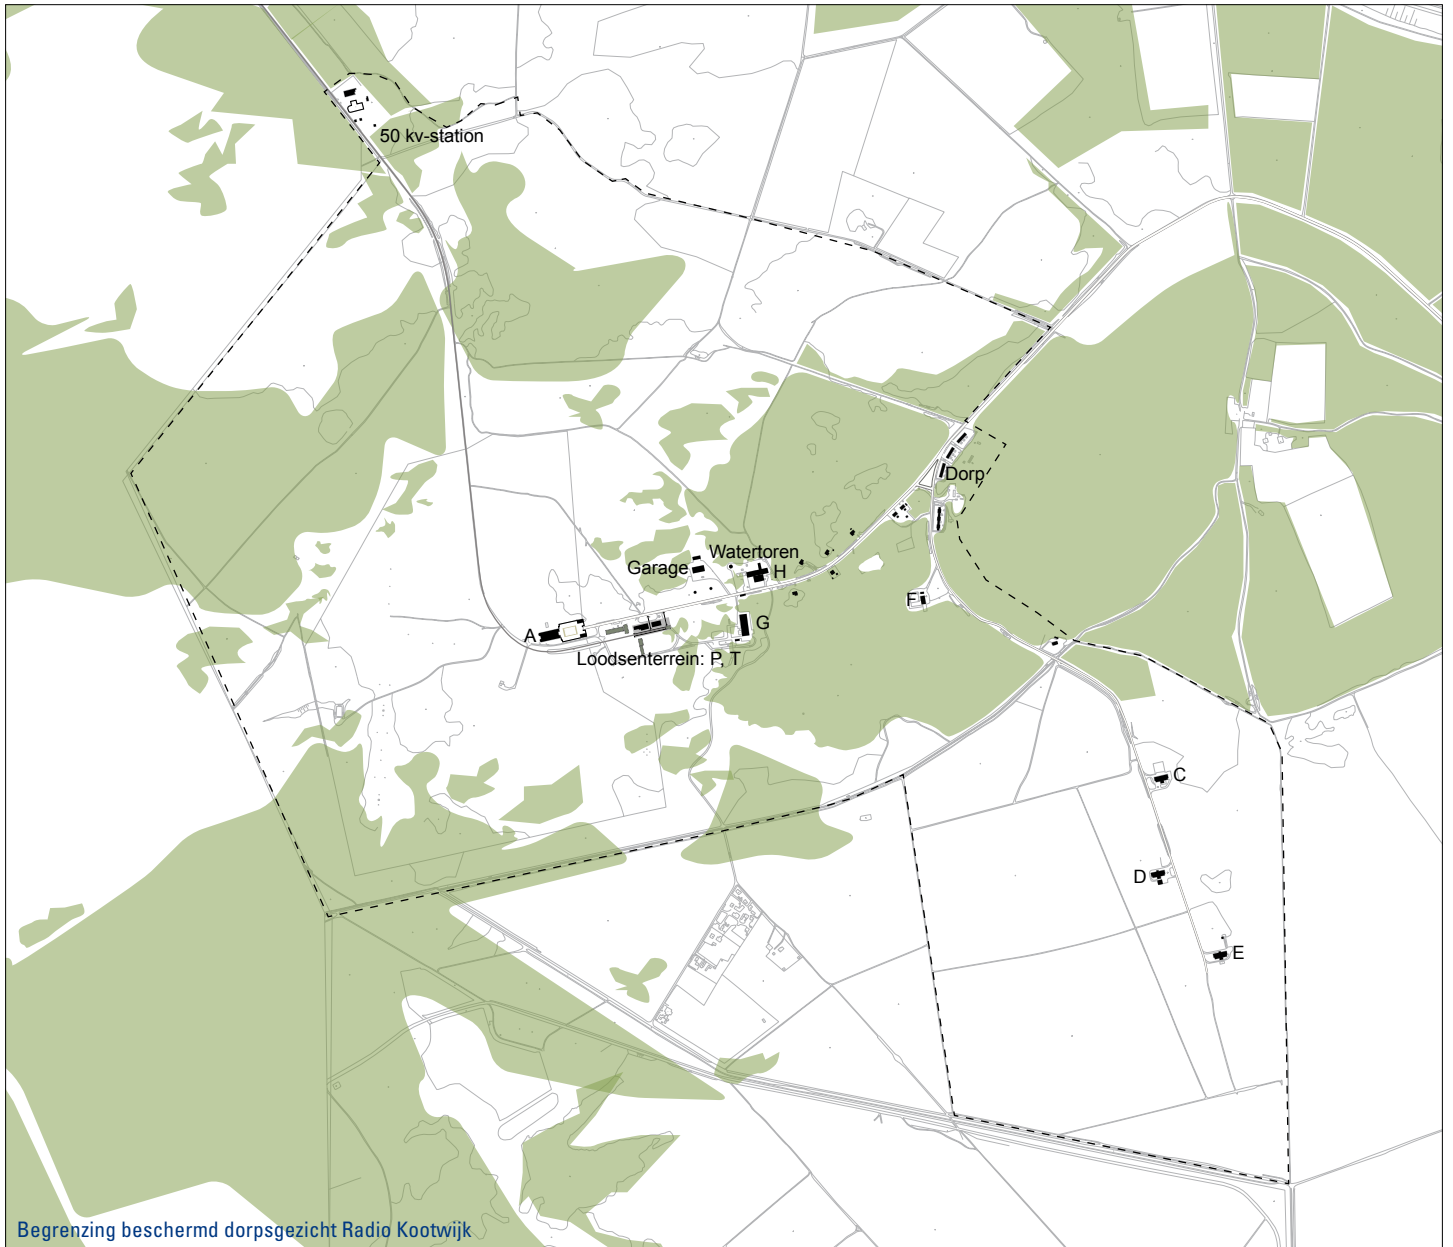 50 kv-station
Dorp
Watertoren
Garage
H
F
A
G
Loodsenterrein: P, T
C
D
E
Begrenzing beschermd dorpsgezicht Radio Kootwijk